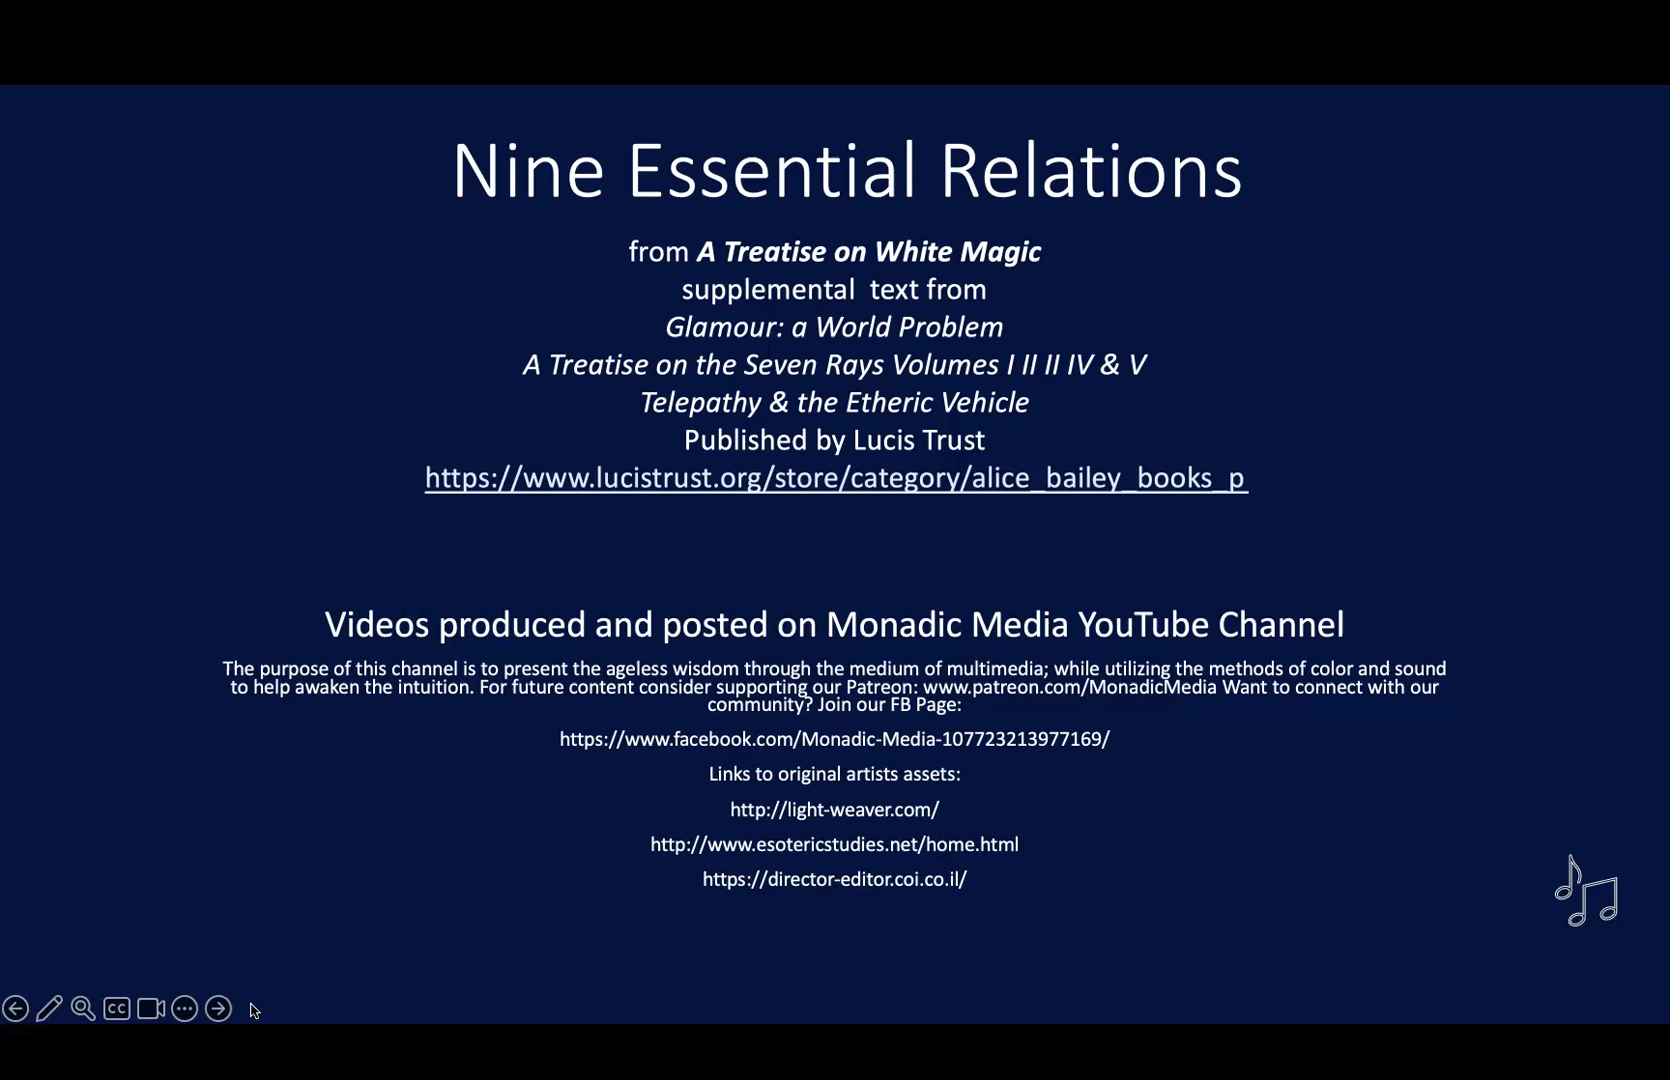 Nine Essential Relations
from A Treatise on White Magic
supplemental text from
Glamour: a World Problem
A Treatise on the Seven Rays Volumes I II II IV & V
Telepathy & the Etheric Vehicle
Published by Lucis Trust
https://www.lucistrust.org/store/category/alice_bailey_books_p
Videos produced and posted on Monadic Media YouTube Channel
The purpose of this channel is to present the ageless wisdom through the medium of multimedia; while utilizing the methods of color and sound
to help awaken the intuition. For future content consider supporting our Patreon: www.patreon.com/MonadicMedia Want to connect with our
community? Join our FB Page:
https://www.facebook.com/Monadic-Media-107723213977169/
Links to original artists assets:
http://light-weaver.com/
http://www.esotericstudies.net/home.html
https://director-editor.coi.co.il/
CC